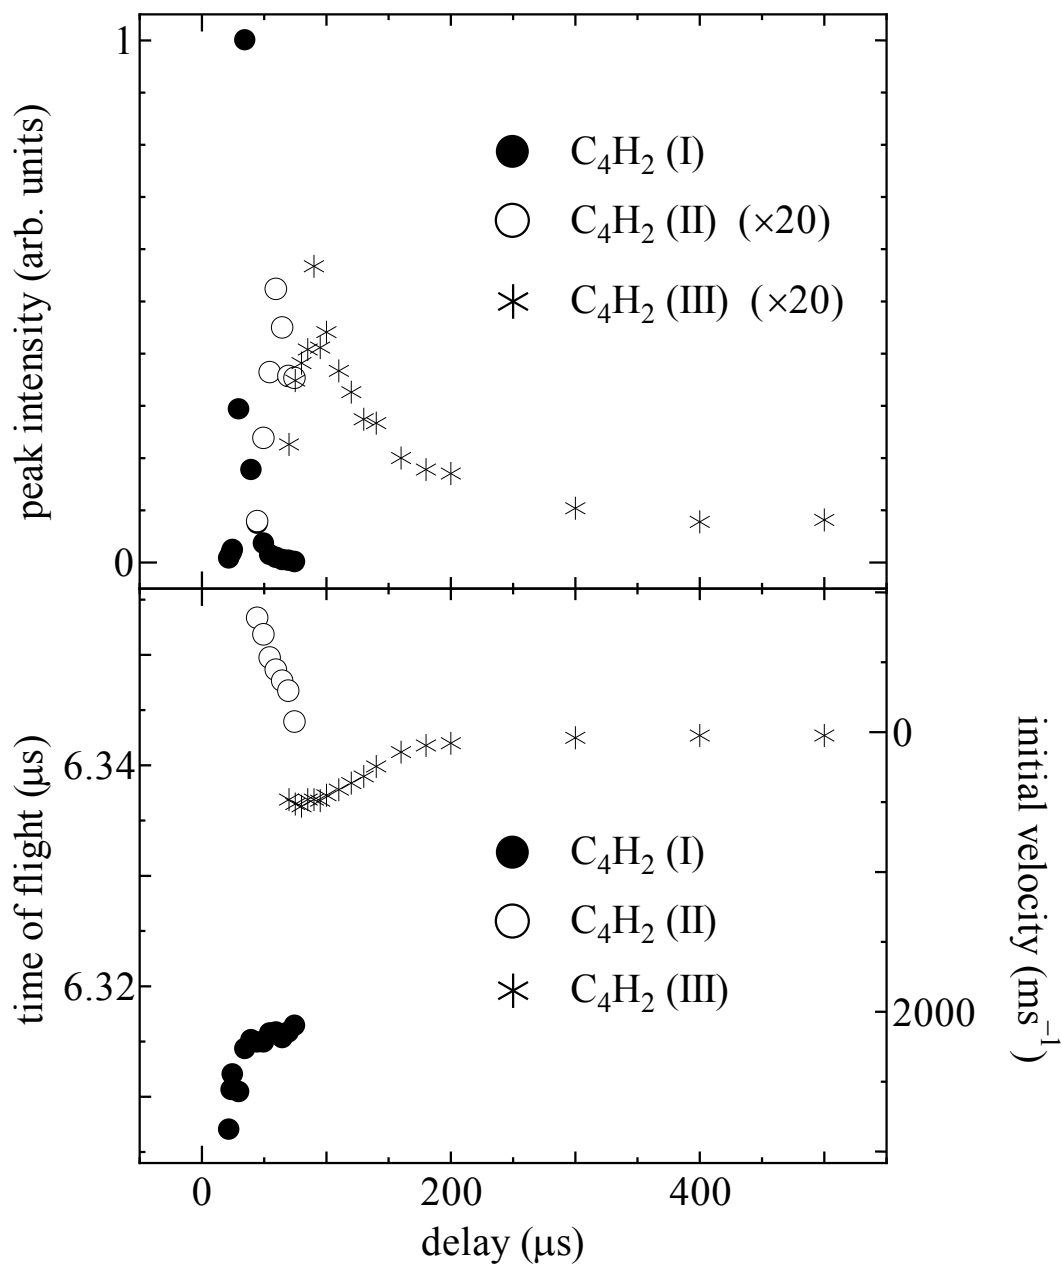 peak intensity (arb. units)
1
0
C₄H₂ (I)
C₄H₂ (II) (×20)
C₄H₂ (III) (×20)
time of flight (μs)
6.34
6.32
C₄H₂ (I)
C₄H₂ (II)
C₄H₂ (III)
0
2000
initial velocity (ms⁻¹)
0 200 400
delay (μs)